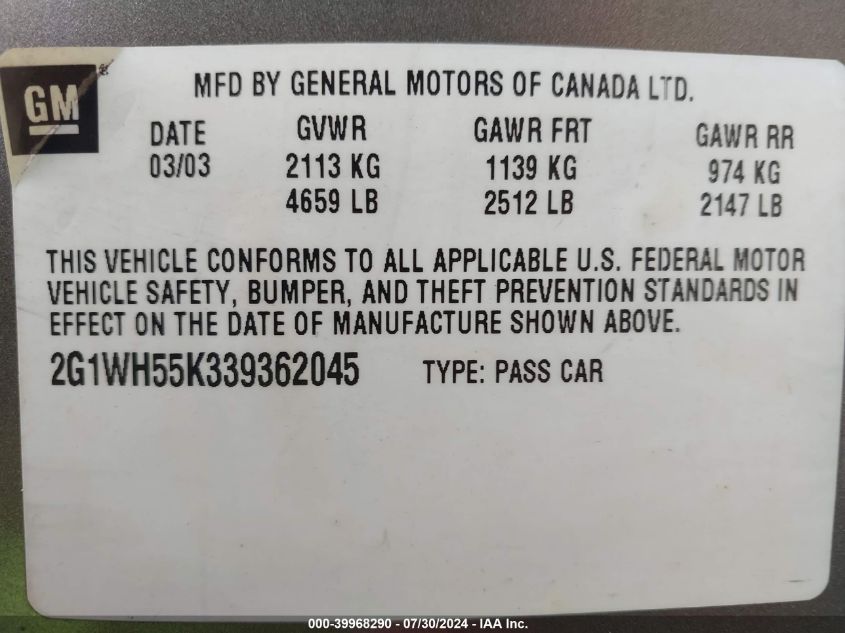 GM
MFD BY GENERAL MOTORS OF CANADA LTD.
DATE GVWR GAWR FRT GAWR RR
03/03 2113 KG 1139 KG 974 KG
4659 LB 2512 LB 2147 LB
THIS VEHICLE CONFORMS TO ALL APPLICABLE U.S. FEDERAL MOTOR
VEHICLE SAFETY, BUMPER, AND THEFT PREVENTION STANDARDS IN
EFFECT ON THE DATE OF MANUFACTURE SHOWN ABOVE.
2G1WH55K339362045 TYPE: PASS CAR
000-39968290 - 07/30/2024 - IAA Inc.